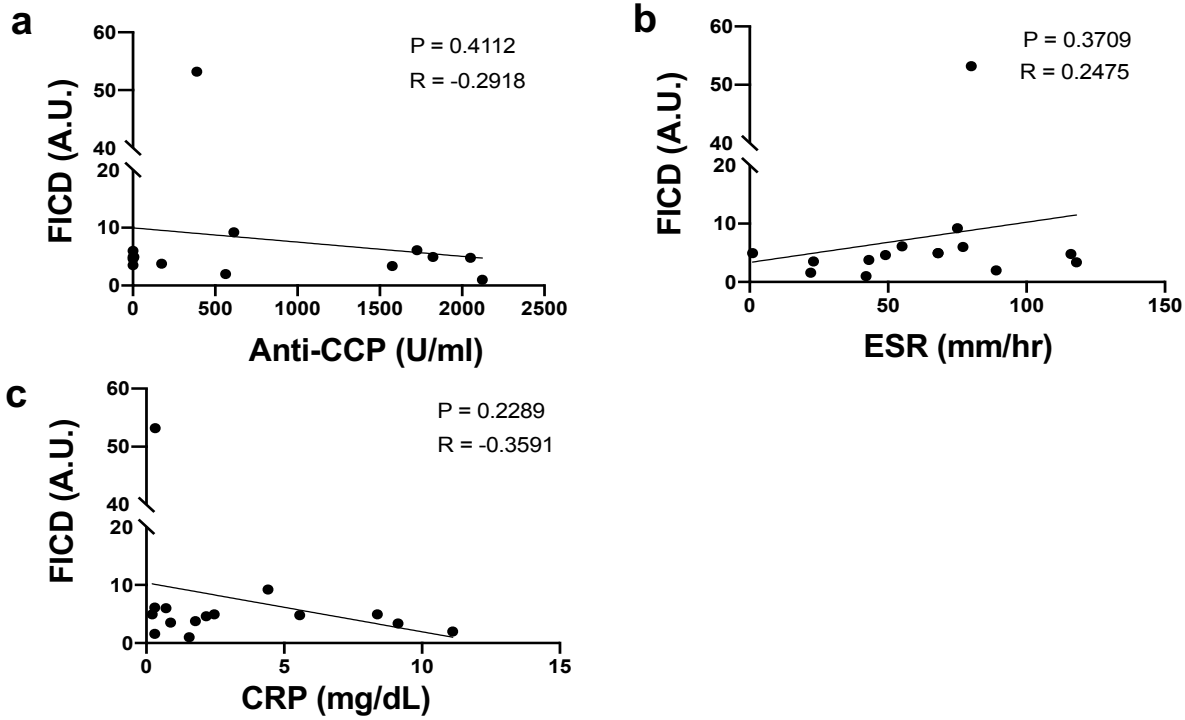 a
60
50
40
20
10
0
FICD (A.U.)
P = 0.4112
R = -0.2918
0 500 1000 1500 2000 2500
Anti-CCP (U/ml)
b
60
50
40
20
10
0
FICD (A.U.)
P = 0.3709
R = 0.2475
0 50 100 150
ESR (mm/hr)
c
60
50
40
20
10
0
FICD (A.U.)
P = 0.2289
R = -0.3591
0 5 10 15
CRP (mg/dL)